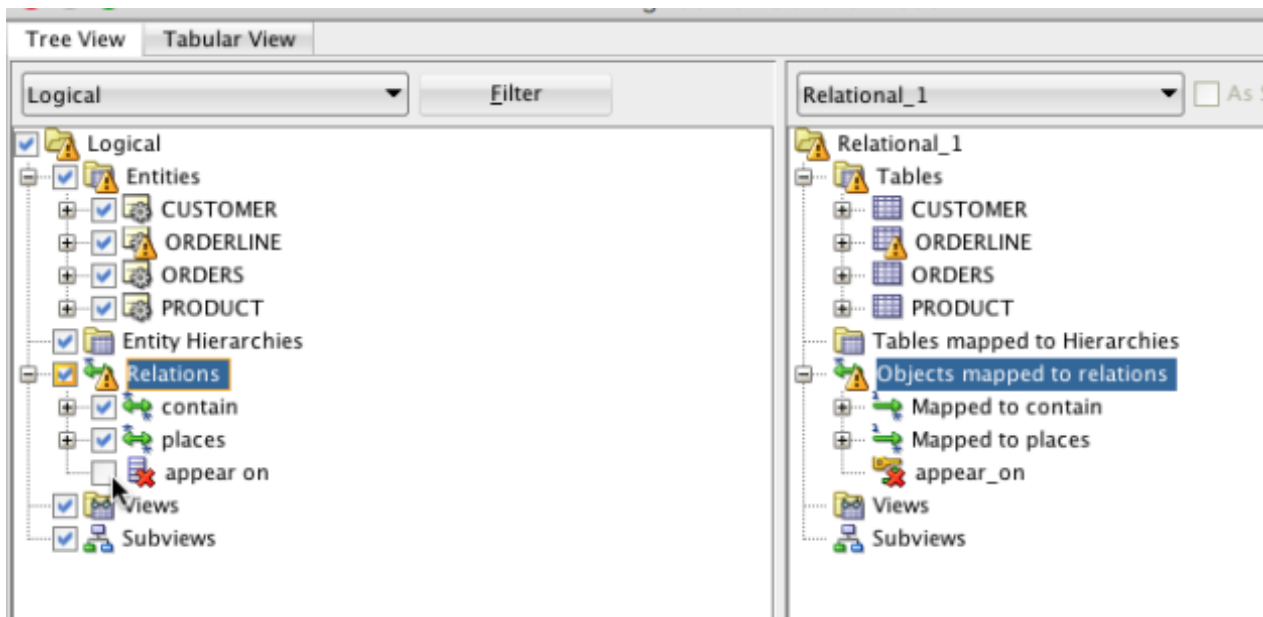 Tree View Tabular View
Logical Filter Relational_1 As
Logical
Entities
CUSTOMER
ORDERLINE
ORDERS
PRODUCT
Entity Hierarchies
Relations
contain
places
appear on
Views
Subviews
Relational_1
Tables
CUSTOMER
ORDERLINE
ORDERS
PRODUCT
Tables mapped to Hierarchies
Objects mapped to relations
Mapped to contain
Mapped to places
appear_on
Views
Subviews